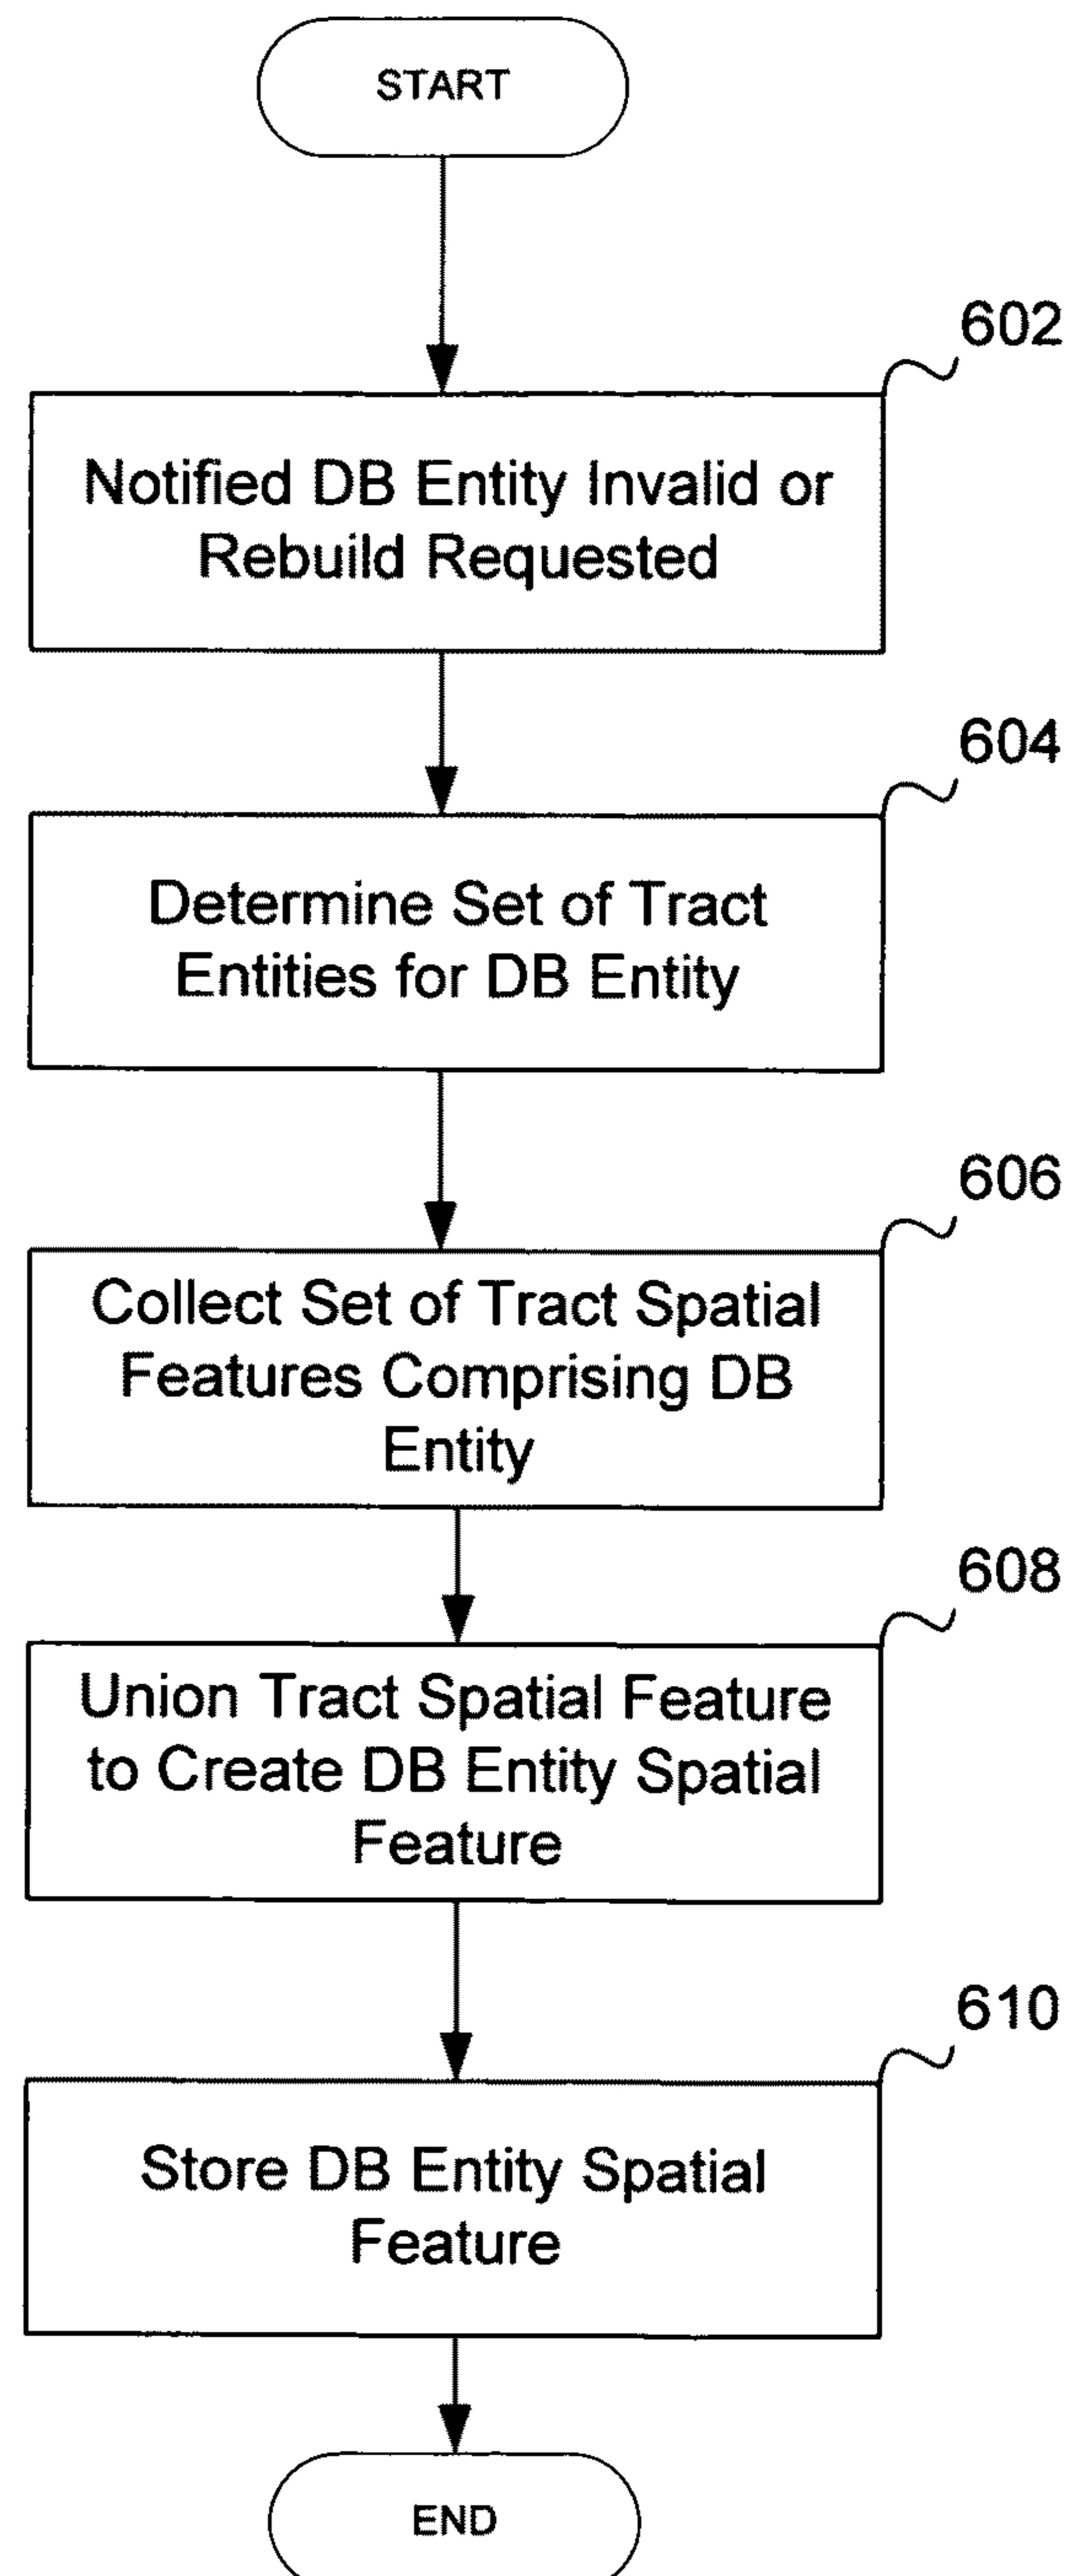 START
602
Notified DB Entity Invalid or
Rebuild Requested
604
Determine Set of Tract
Entities for DB Entity
606
Collect Set of Tract Spatial
Features Comprising DB
Entity
608
Union Tract Spatial Feature
to Create DB Entity Spatial
Feature
610
Store DB Entity Spatial
Feature
END